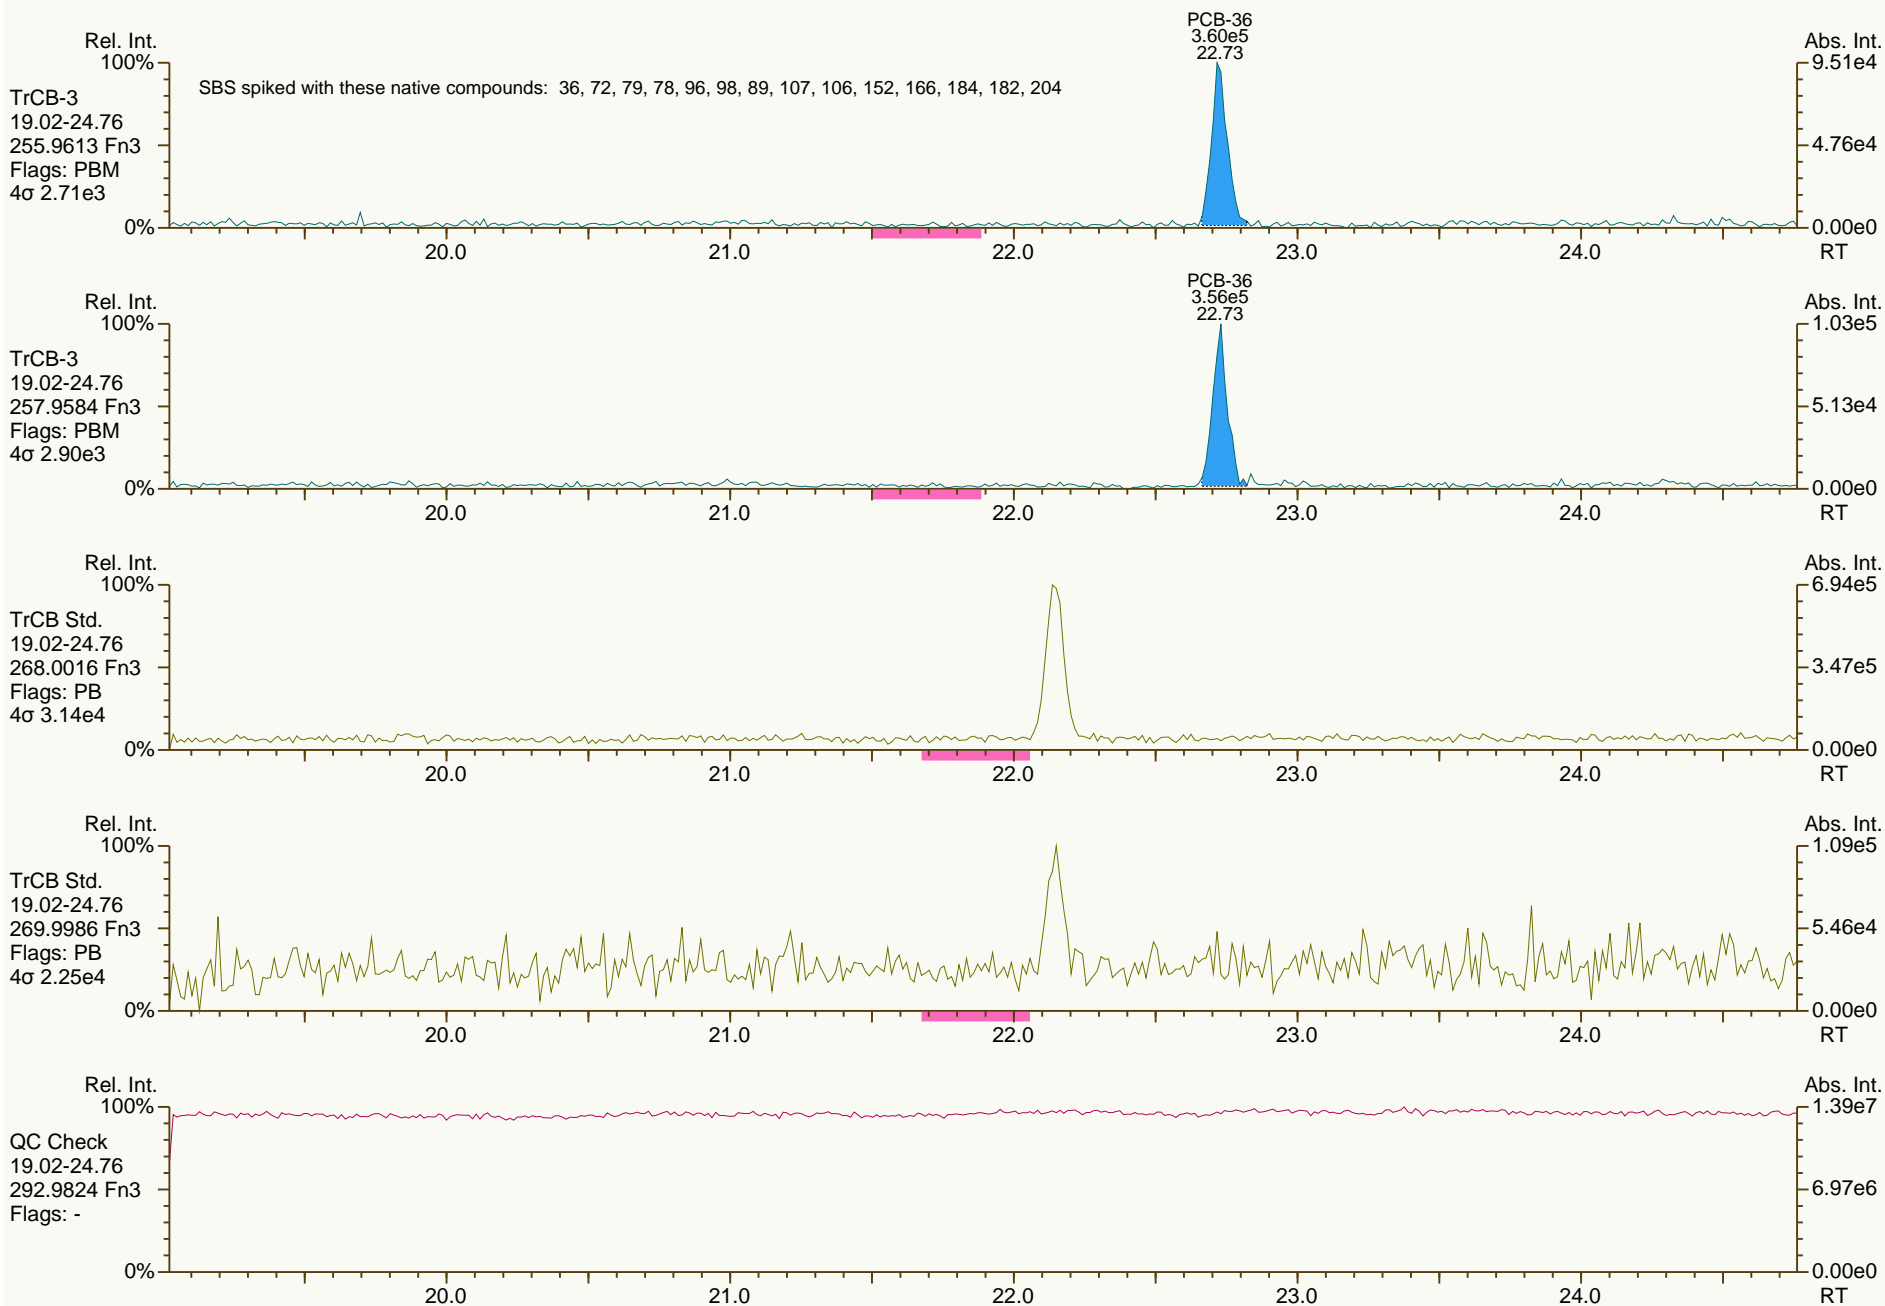 PCB-36
3.60e5
22.73
Rel. Int.
Abs. Int.
100%
9.51e4
SBS spiked with these native compounds:  36, 72, 79, 78, 96, 98, 89, 107, 106, 152, 166, 184, 182, 204
TrCB-3
19.02-24.76
255.9613 Fn3
4.76e4
Flags: PBM
4σ 2.71e3
0%
0.00e0
20.0 21.0 22.0 23.0 24.0 RT
PCB-36
3.56e5
22.73
Rel. Int.
Abs. Int.
100%
1.03e5
TrCB-3
19.02-24.76
257.9584 Fn3
5.13e4
Flags: PBM
4σ 2.90e3
0%
0.00e0
20.0 21.0 22.0 23.0 24.0 RT
Rel. Int.
Abs. Int.
100%
6.94e5
TrCB Std.
19.02-24.76
268.0016 Fn3
3.47e5
Flags: PB
4σ 3.14e4
0%
0.00e0
20.0 21.0 22.0 23.0 24.0 RT
Rel. Int.
Abs. Int.
100%
1.09e5
TrCB Std.
19.02-24.76
269.9986 Fn3
5.46e4
Flags: PB
4σ 2.25e4
0%
0.00e0
20.0 21.0 22.0 23.0 24.0 RT
Rel. Int.
Abs. Int.
100%
1.39e7
QC Check
19.02-24.76
292.9824 Fn3
6.97e6
Flags: -
0%
0.00e0
20.0 21.0 22.0 23.0 24.0 RT